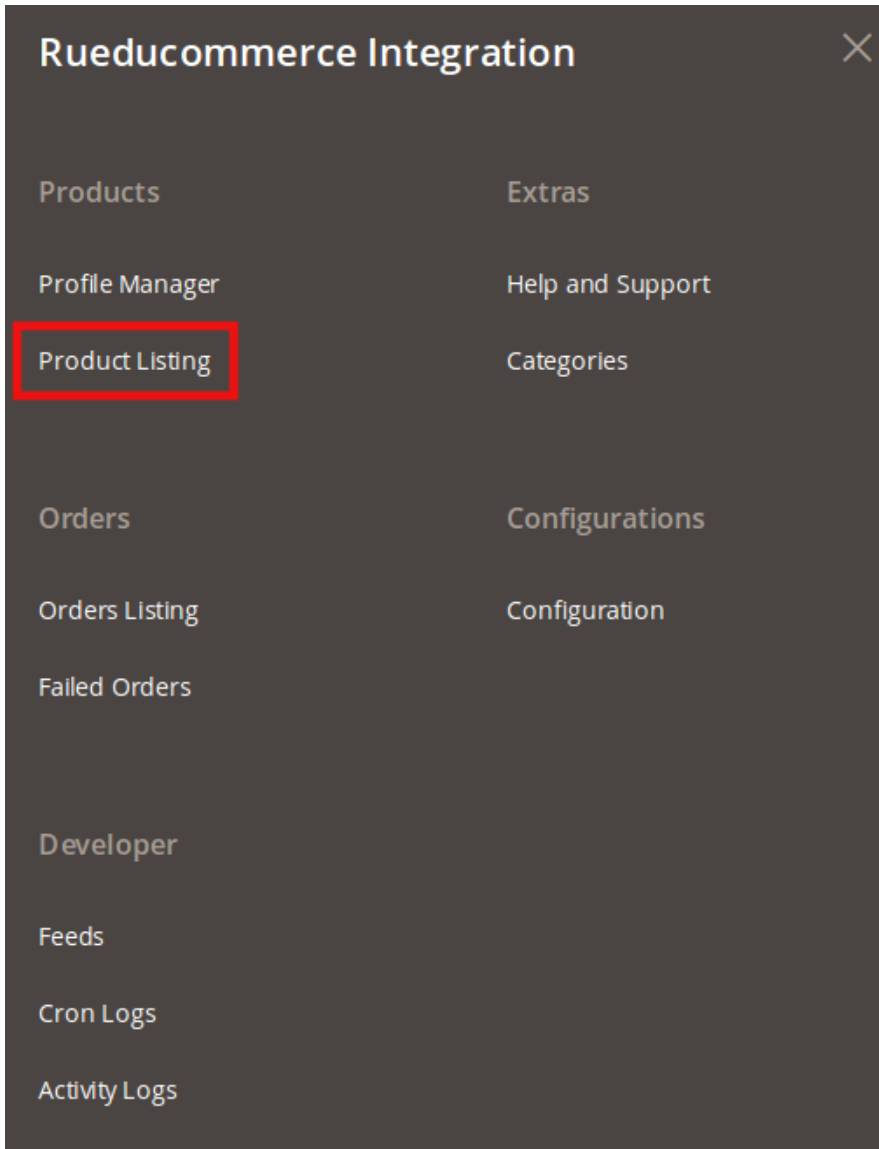 Rueducommerce Integration
Products
Profile Manager
Product Listing
Extras
Help and Support
Categories
Orders
Orders Listing
Failed Orders
Configurations
Configuration
Developer
Feeds
Cron Logs
Activity Logs